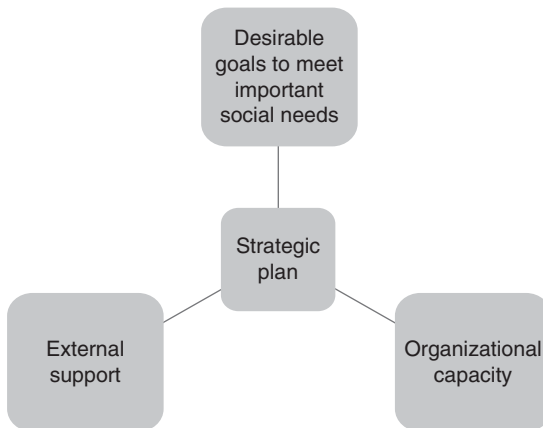 Desirable
goals to meet
important
social needs
Strategic
plan
External
support
Organizational
capacity